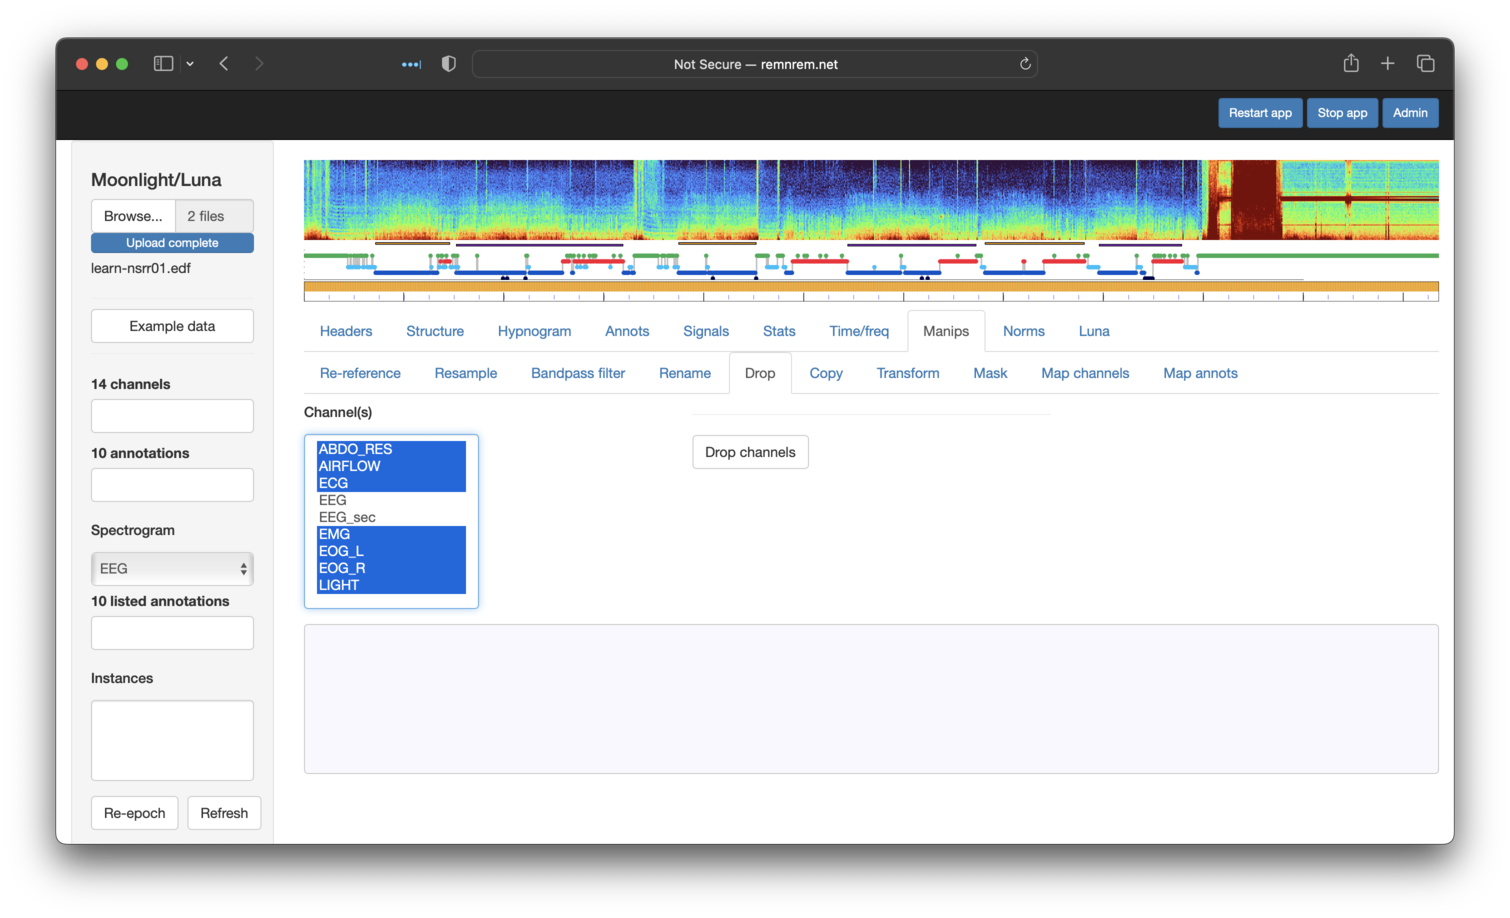 Not Secure — remnrem.net
Restart app
Stop app
Admin
Moonlight/Luna
Browse...
2 files
Upload complete
learn-nsrr01.edf
Example data
14 channels
10 annotations
Spectrogram
EEG
10 listed annotations
Instances
Re-epoch
Refresh
Headers
Structure
Hypnogram
Annots
Signals
Stats
Time/freq
Manips
Norms
Luna
Re-reference
Resample
Bandpass filter
Rename
Drop
Copy
Transform
Mask
Map channels
Map annots
Channel(s)
ABDO_RES
AIRFLOW
ECG
EEG
EEG_sec
EMG
EOG_L
EOG_R
LIGHT
Drop channels